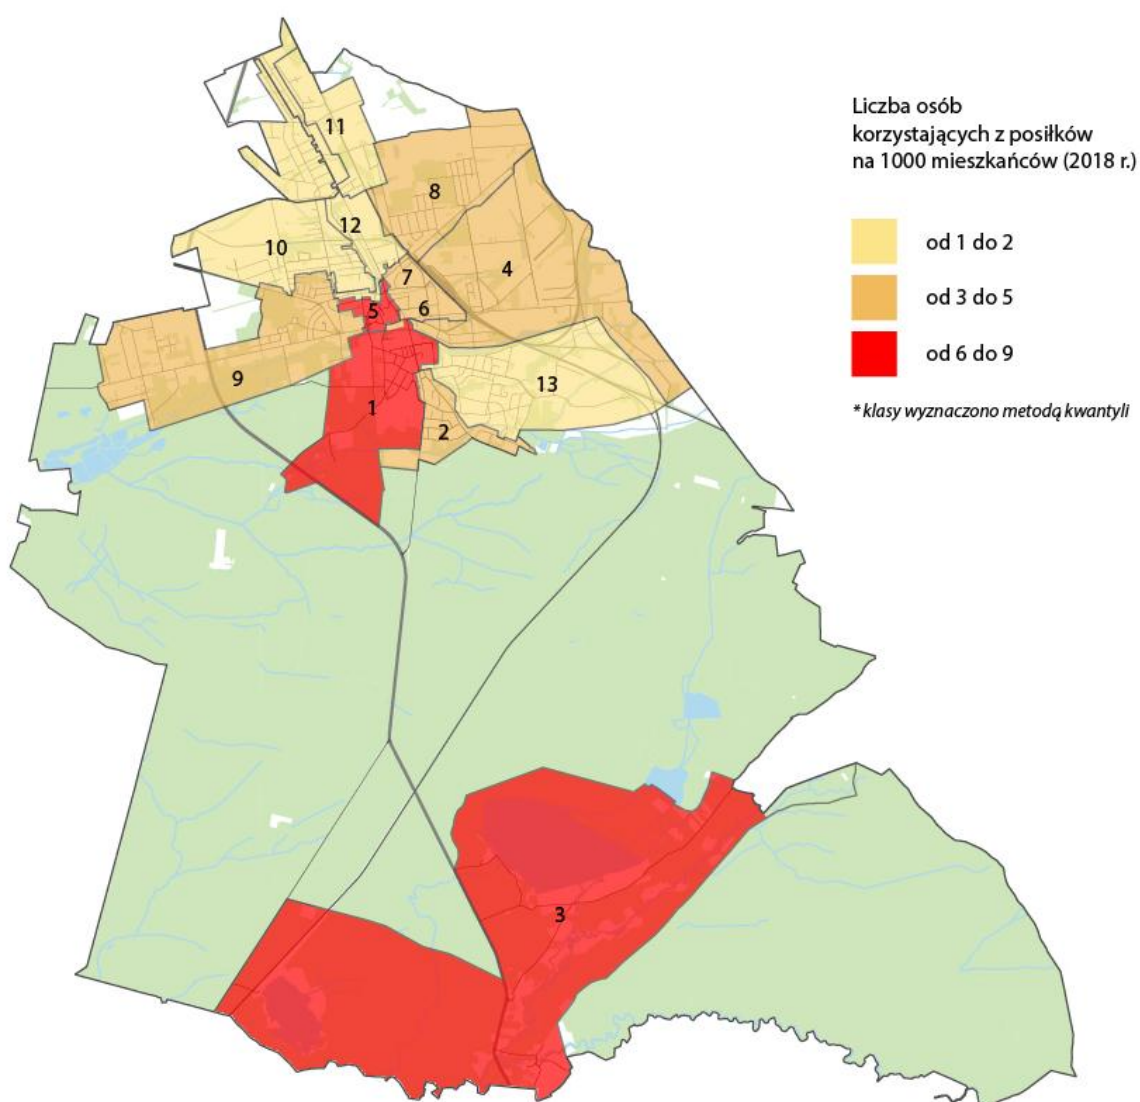 Liczba osób
korzystających z posiłków
na 1000 mieszkańców (2018 r.)
od 1 do 2
od 3 do 5
od 6 do 9
* klasy wyznaczono metodą kwantyli
11
8
12
10
4
7
6
5
9
13
1
2
3